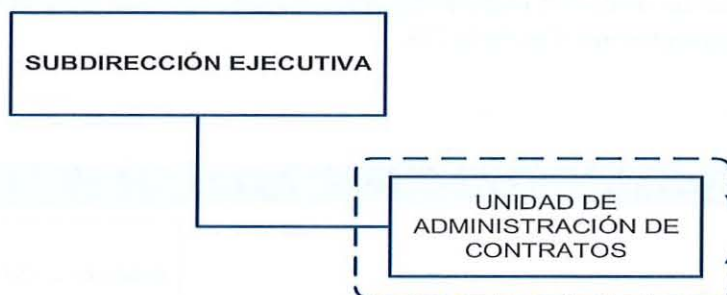 SUBDIRECCIÓN EJECUTIVA
UNIDAD DE
ADMINISTRACIÓN DE
CONTRATOS